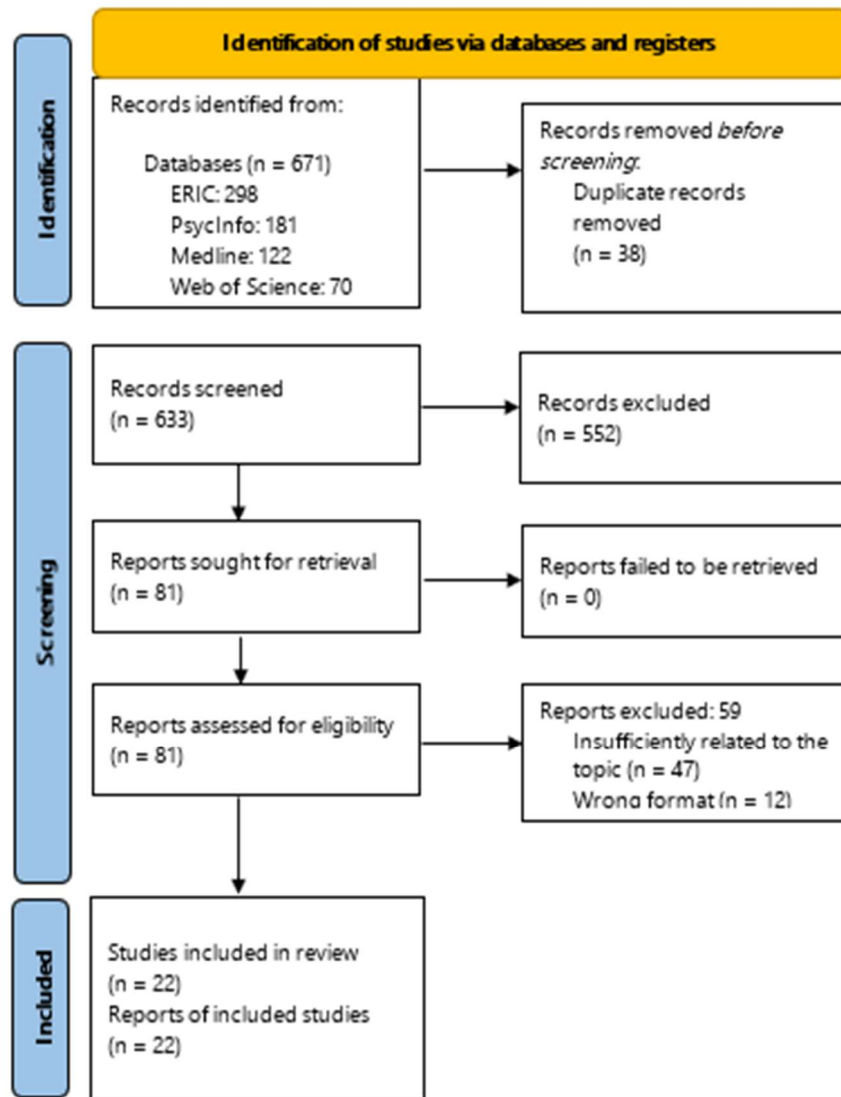 Identification of studies via databases and registers
Identification
Records identified from:
Databases (n = 671)
ERIC: 298
PsycInfo: 181
Medline: 122
Web of Science: 70
Records removed before
screening:
Duplicate records
removed
(n = 38)
Screening
Records screened
(n = 633)
Records excluded
(n = 552)
Reports sought for retrieval
(n = 81)
Reports failed to be retrieved
(n = 0)
Reports assessed for eligibility
(n = 81)
Reports excluded: 59
Insufficiently related to the
topic (n = 47)
Wrong format (n = 12)
Included
Studies included in review
(n = 22)
Reports of included studies
(n = 22)